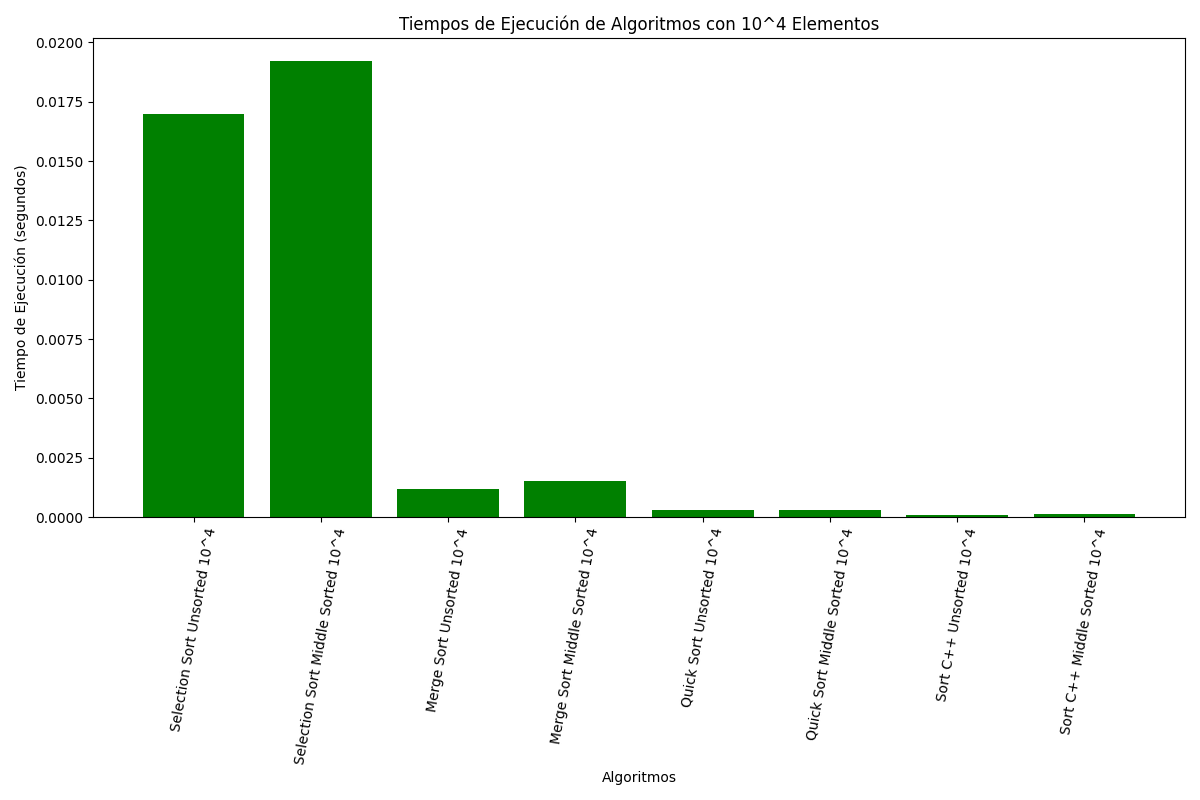 Tiempos de Ejecución de Algoritmos con 10^4 Elementos
Tiempo de Ejecución (segundos)
0.0200
0.0175
0.0150
0.0125
0.0100
0.0075
0.0050
0.0025
0.0000
Selection Sort Unsorted 10^4
Selection Sort Middle Sorted 10^4
Merge Sort Unsorted 10^4
Merge Sort Middle Sorted 10^4
Quick Sort Unsorted 10^4
Quick Sort Middle Sorted 10^4
Sort C++ Unsorted 10^4
Sort C++ Middle Sorted 10^4
Algoritmos